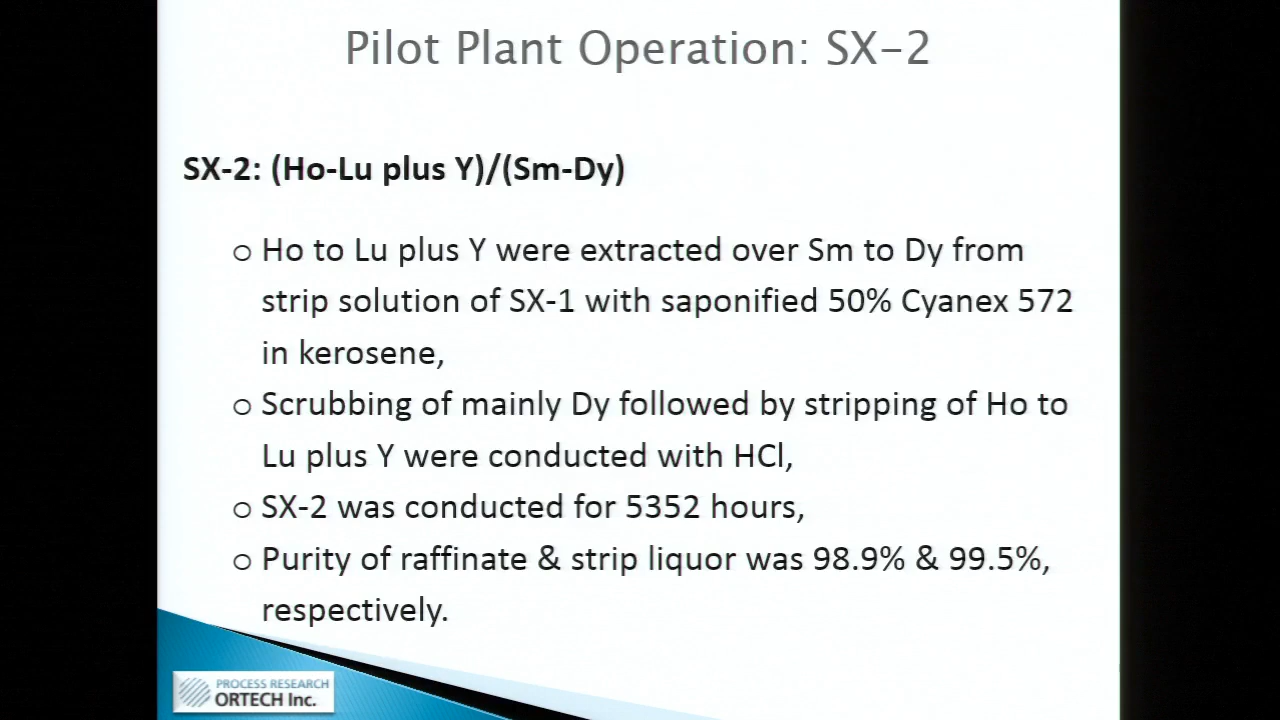 Pilot Plant Operation: SX-2
SX-2: (Ho-Lu plus Y)/(Sm-Dy)
o Ho to Lu plus Y were extracted over Sm to Dy from
strip solution of SX-1 with saponified 50% Cyanex 572
in kerosene,
o Scrubbing of mainly Dy followed by stripping of Ho to
Lu plus Y were conducted with HCl,
o SX-2 was conducted for 5352 hours,
o Purity of raffinate & strip liquor was 98.9% & 99.5%,
respectively.
PROCESS RESEARCH
ORTECH Inc.